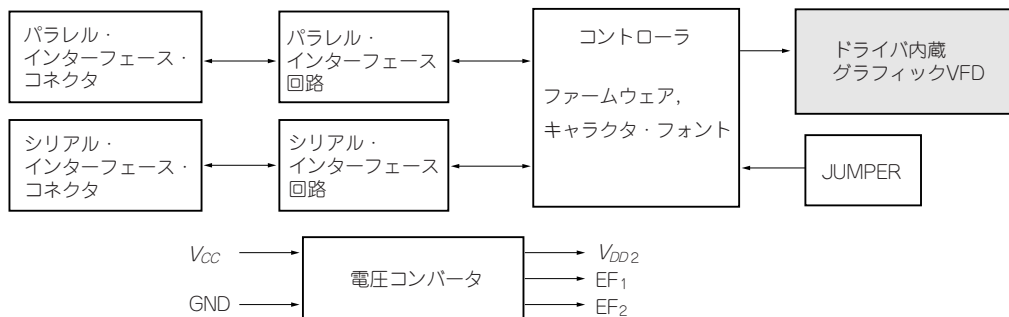 パラレル・
インターフェース・
コネクタ
パラレル・
インターフェース
回路
コントローラ
ファームウェア,
キャラクタ・フォント
ドライバ内蔵
グラフィックVFD
シリアル・
インターフェース・
コネクタ
シリアル・
インターフェース
回路
JUMPER
VCC
GND
電圧コンバータ
VDD2
EF1
EF2